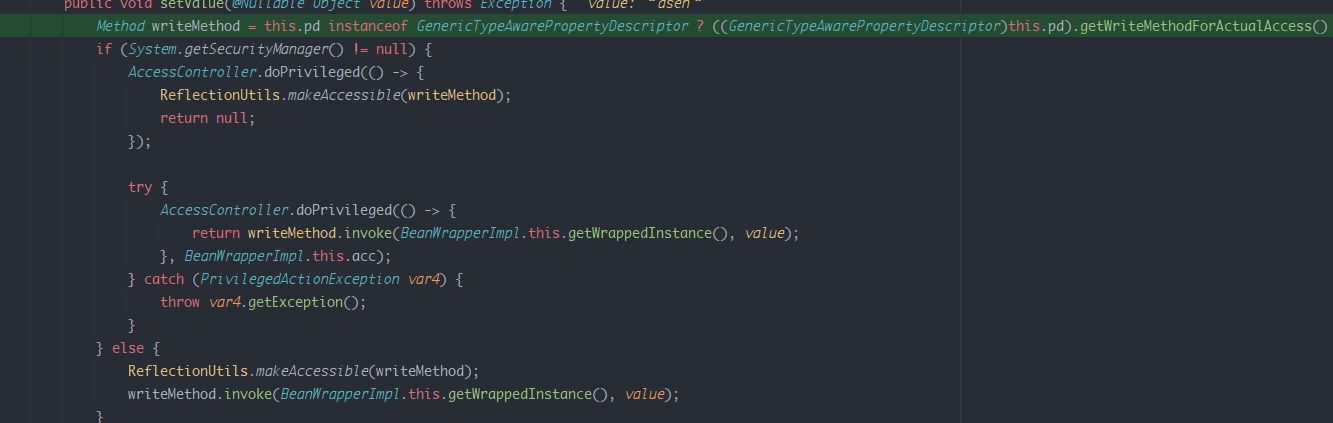 public void setValue(@Nullable Object value) throws Exception {   value: "asen"
Method writeMethod = this.pd instanceof GenericTypeAwarePropertyDescriptor ? ((GenericTypeAwarePropertyDescriptor)this.pd).getWriteMethodForActualAccess()
if (System.getSecurityManager() != null) {
AccessController.doPrivileged(() -> {
ReflectionUtils.makeAccessible(writeMethod);
return null;
});
try {
AccessController.doPrivileged(() -> {
return writeMethod.invoke(BeanWrapperImpl.this.getWrappedInstance(), value);
}, BeanWrapperImpl.this.acc);
} catch (PrivilegedActionException var4) {
throw var4.getException();
}
} else {
ReflectionUtils.makeAccessible(writeMethod);
writeMethod.invoke(BeanWrapperImpl.this.getWrappedInstance(), value);
}